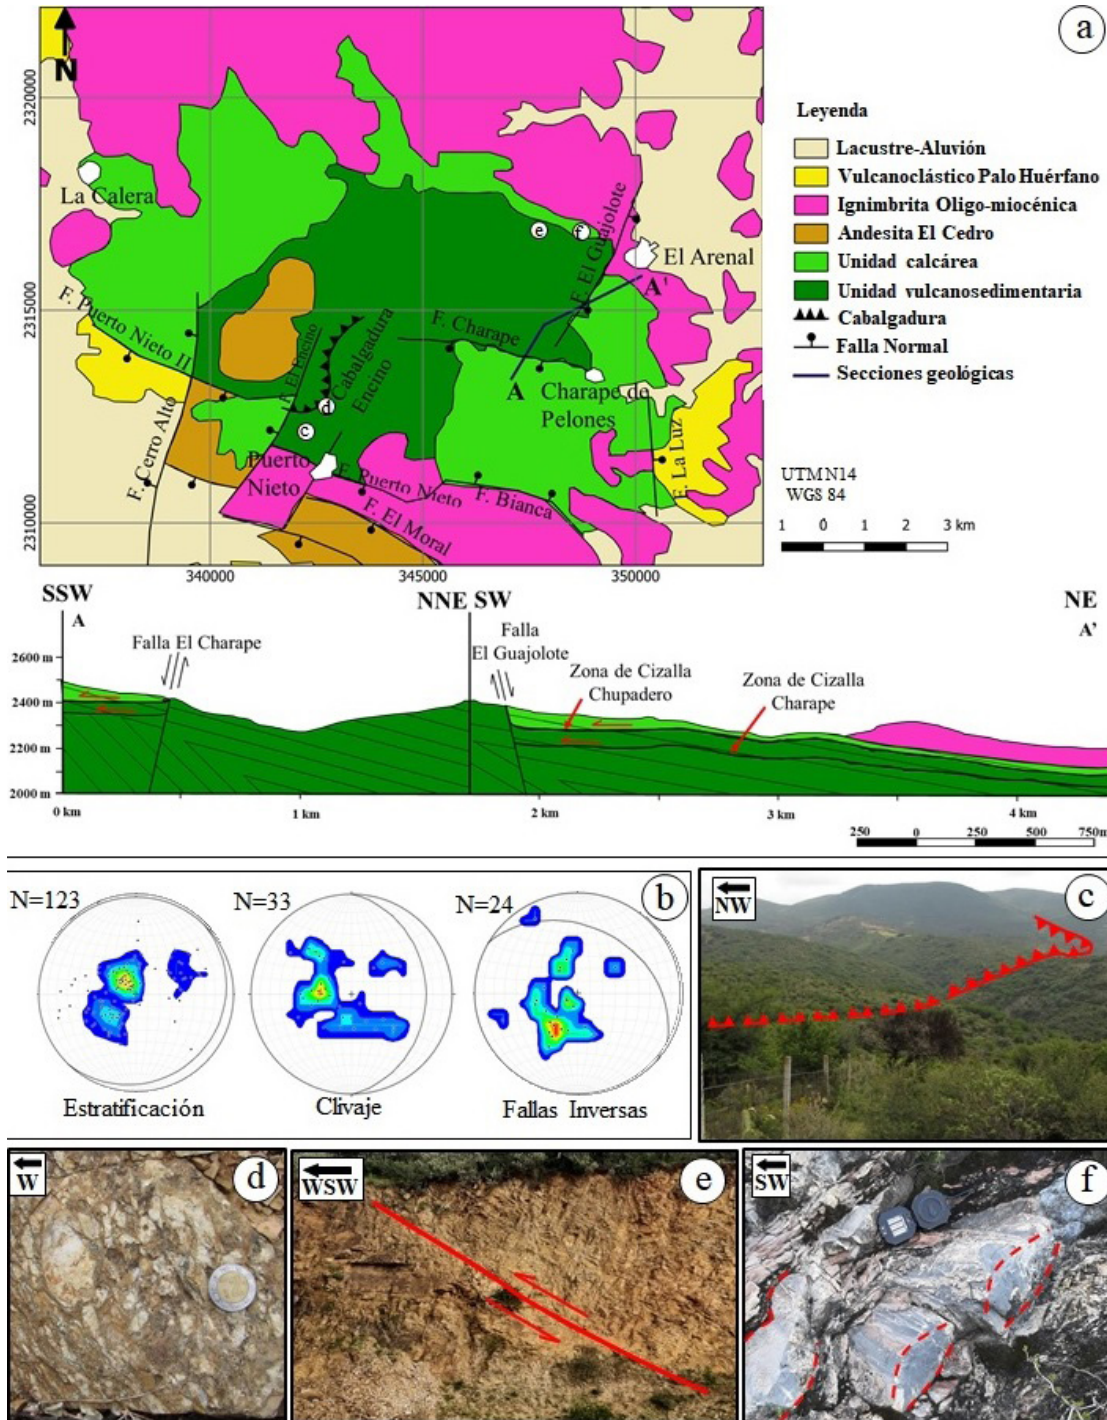 a
N
2320000
2315000
2310000
340000
345000
350000
La Calera
El Arenal
F. El Guajolote
A'
A
F. Puerto Nieto II
F. Charape
F. El Encino
Cabalgadura
Encino
Charape de
Pelones
F. Cerro Alto
Puerto
Nieto
F. Puerto Nieto
F. Bianca
F. El Moral
F. La Luz
e
f
d
c
Leyenda
Lacustre-Aluvión
Vulcanoclástico Palo Huérfano
Ignimbrita Oligo-miocénica
Andesita El Cedro
Unidad calcárea
Unidad vulcanosedimentaria
Cabalgadura
Falla Normal
Secciones geológicas
UTM N14
WGS 84
1 0 1 2 3 km
SSW
A
NNE SW
NE
A'
Falla El Charape
Falla
El Guajolote
Zona de Cizalla
Chupadero
Zona de Cizalla
Charape
2600 m
2400 m
2200 m
2000 m
0 km 1 km 2 km 3 km 4 km
250 0 250 500 750m
b
N=123
N=33
N=24
Estratificación
Clivaje
Fallas Inversas
NW
c
W
d
WSW
e
SW
f